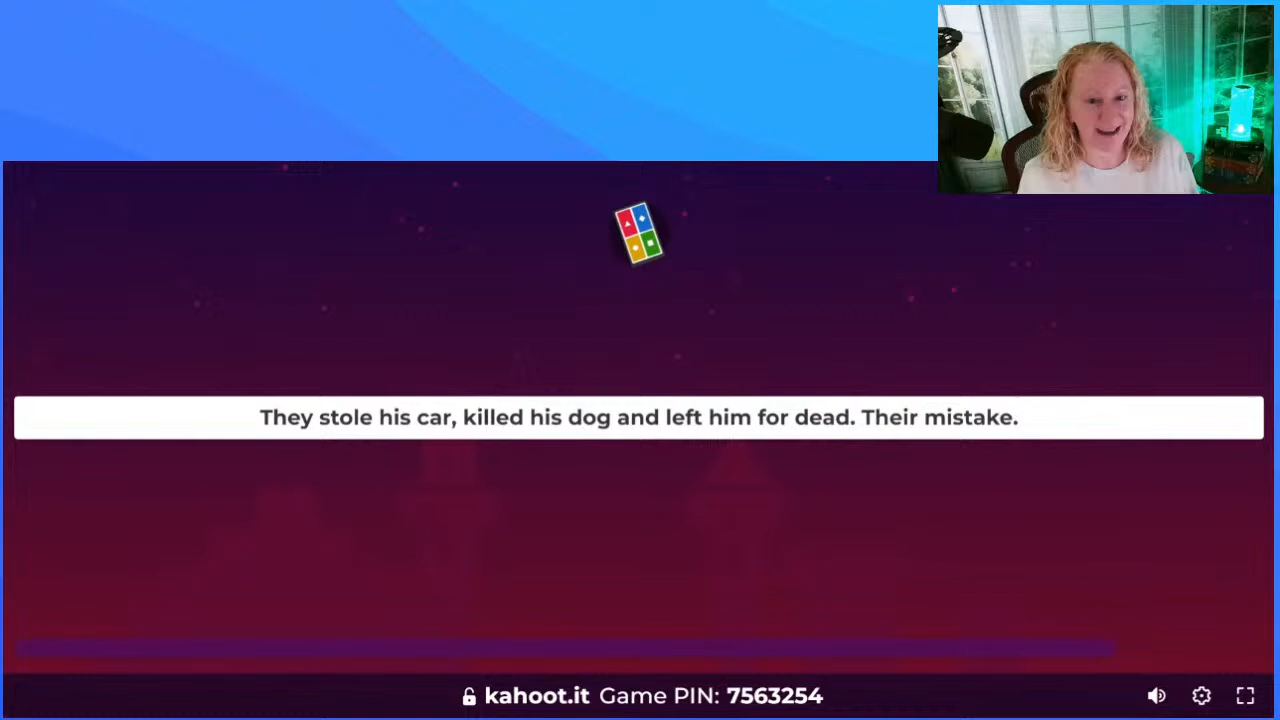 They stole his car, killed his dog and left him for dead. Their mistake.
kahoot.it Game PIN: 7563254